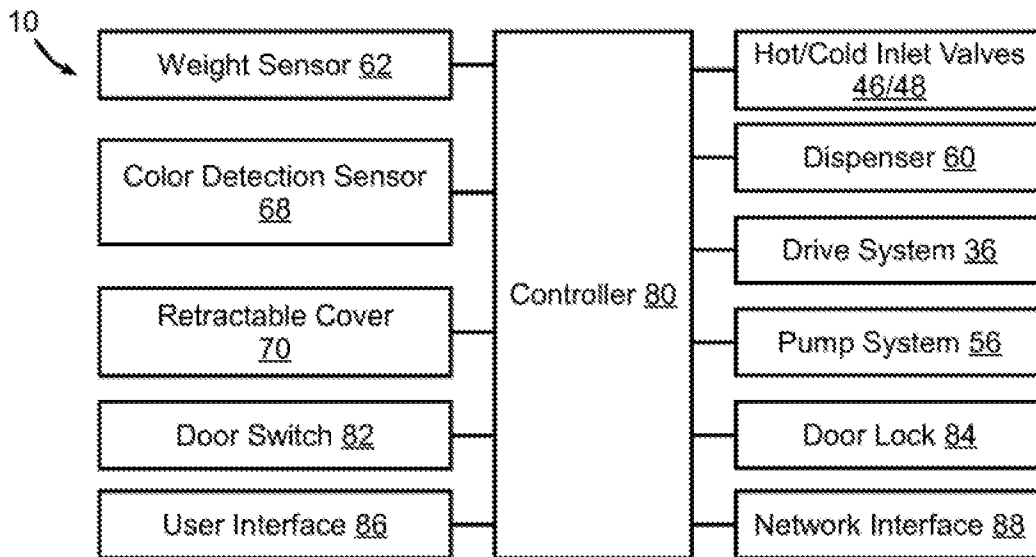 10
Weight Sensor 62
Color Detection Sensor
68
Retractable Cover
70
Door Switch 82
User Interface 86
Controller 80
Hot/Cold Inlet Valves
46/48
Dispenser 60
Drive System 36
Pump System 56
Door Lock 84
Network Interface 88